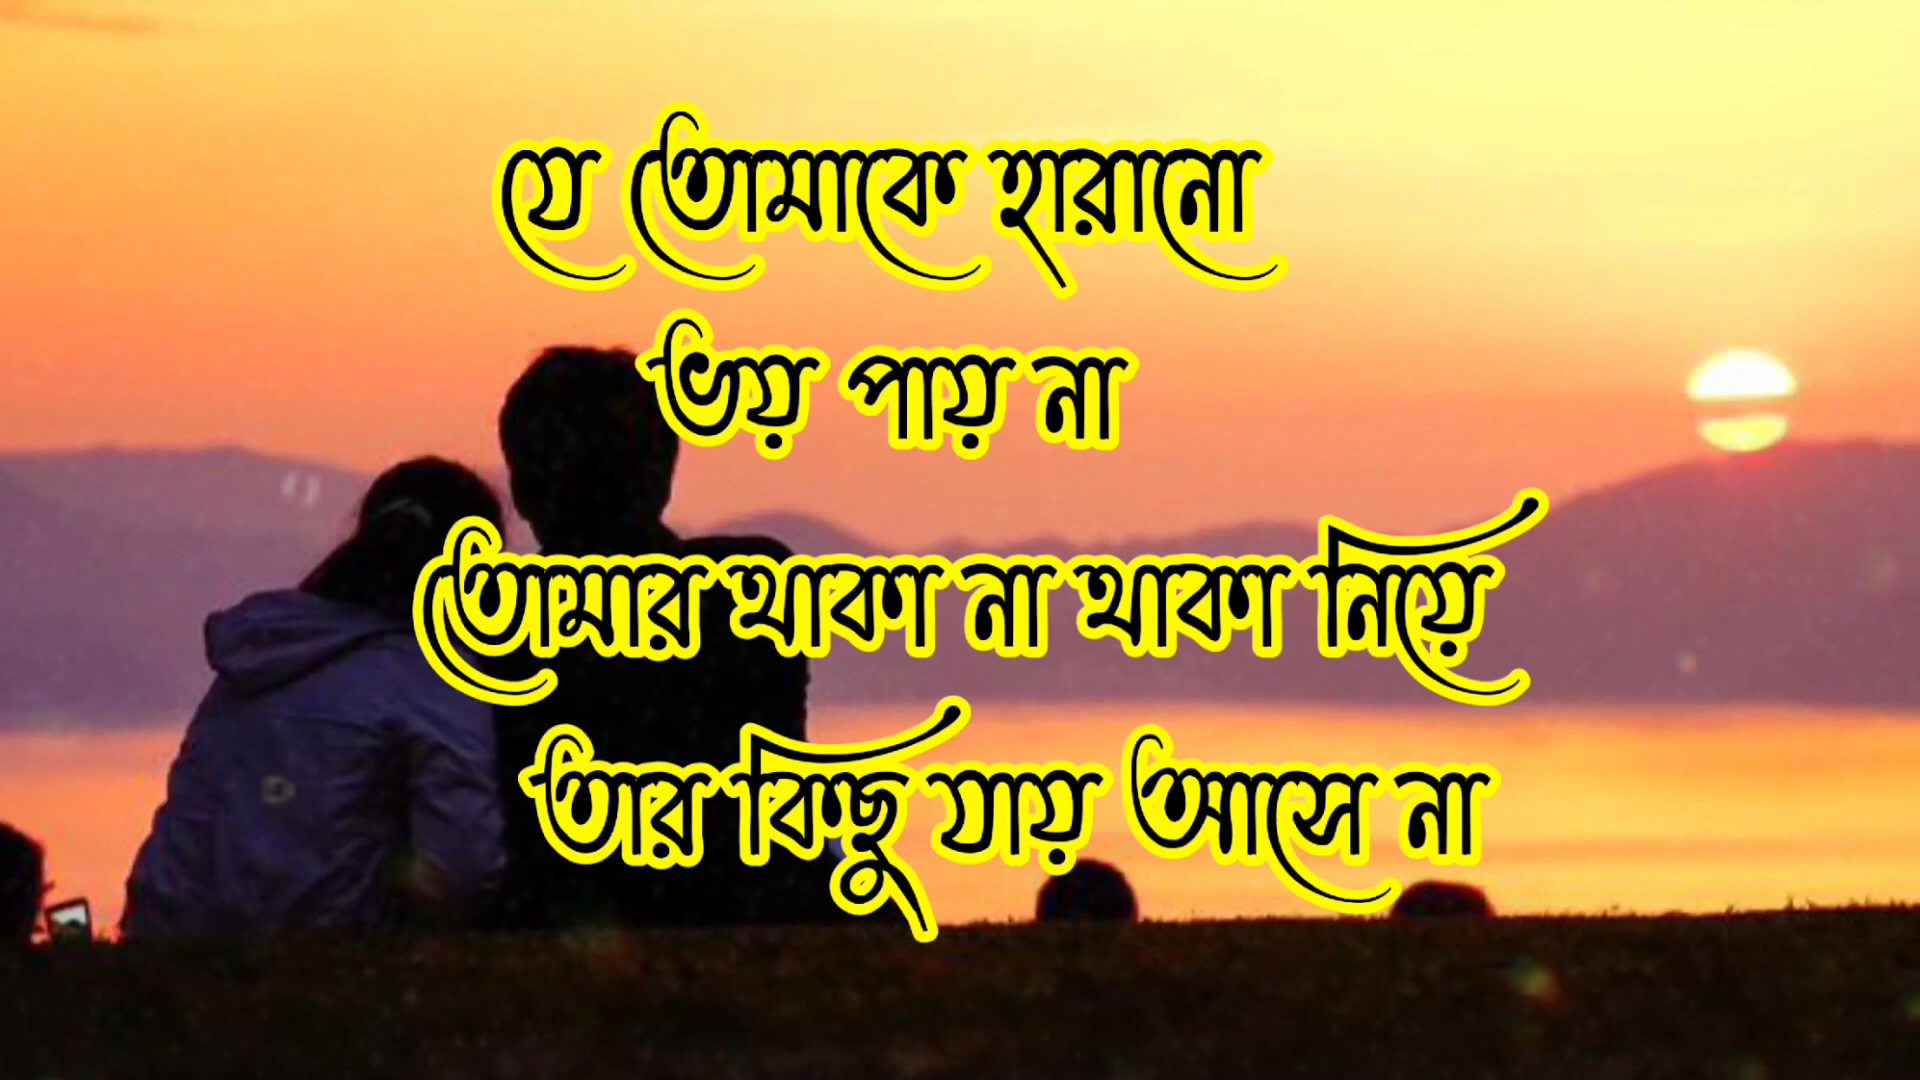 যে তোমাকে হারানো
ভয় পায় না
তোমার থাকা না থাকা নিয়ে
তার কিছু যায় আসে না